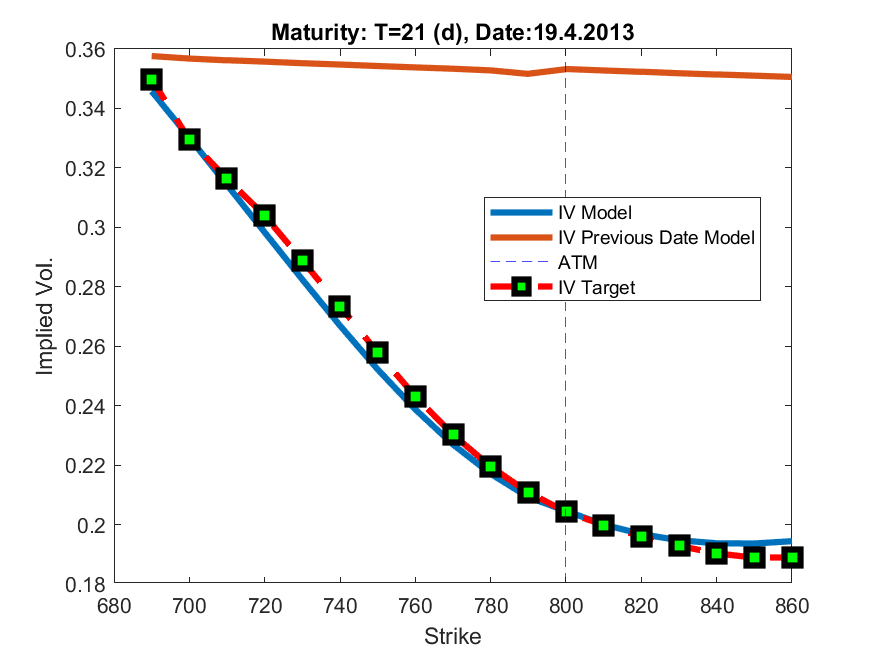 Maturity: T=21 (d), Date:19.4.2013
0.36
0.34
0.32
0.3
0.28
0.26
0.24
0.22
0.2
0.18
Implied Vol.
IV Model
IV Previous Date Model
ATM
IV Target
680 700 720 740 760 780 800 820 840 860
Strike